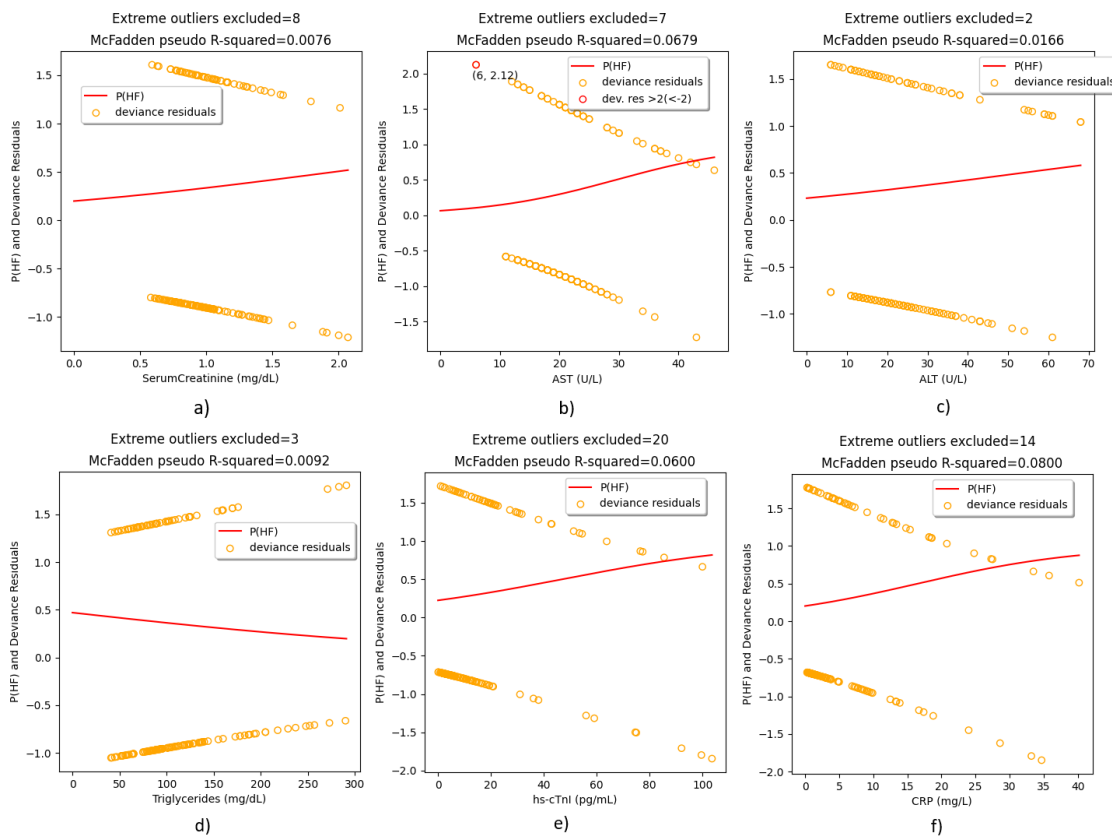 Extreme outliers excluded=8
McFadden pseudo R-squared=0.0076
P(HF) and Deviance Residuals
1.5
1.0
0.5
0.0
−0.5
−1.0
P(HF)
deviance residuals
0.0 0.5 1.0 1.5 2.0
SerumCreatinine (mg/dL)
a)
Extreme outliers excluded=7
McFadden pseudo R-squared=0.0679
P(HF) and Deviance Residuals
2.0
1.5
1.0
0.5
0.0
−0.5
−1.0
−1.5
(6, 2.12)
P(HF)
deviance residuals
dev. res >2(<-2)
0 10 20 30 40
AST (U/L)
b)
Extreme outliers excluded=2
McFadden pseudo R-squared=0.0166
P(HF) and Deviance Residuals
1.5
1.0
0.5
0.0
−0.5
−1.0
P(HF)
deviance residuals
0 10 20 30 40 50 60 70
ALT (U/L)
c)
Extreme outliers excluded=3
McFadden pseudo R-squared=0.0092
P(HF) and Deviance Residuals
1.5
1.0
0.5
0.0
−0.5
−1.0
P(HF)
deviance residuals
0 50 100 150 200 250 300
Triglycerides (mg/dL)
d)
Extreme outliers excluded=20
McFadden pseudo R-squared=0.0600
P(HF) and Deviance Residuals
1.5
1.0
0.5
0.0
−0.5
−1.0
−1.5
−2.0
P(HF)
deviance residuals
0 20 40 60 80 100
hs-cTnI (pg/mL)
e)
Extreme outliers excluded=14
McFadden pseudo R-squared=0.0800
P(HF) and Deviance Residuals
1.5
1.0
0.5
0.0
−0.5
−1.0
−1.5
−2.0
P(HF)
deviance residuals
0 5 10 15 20 25 30 35 40
CRP (mg/L)
f)